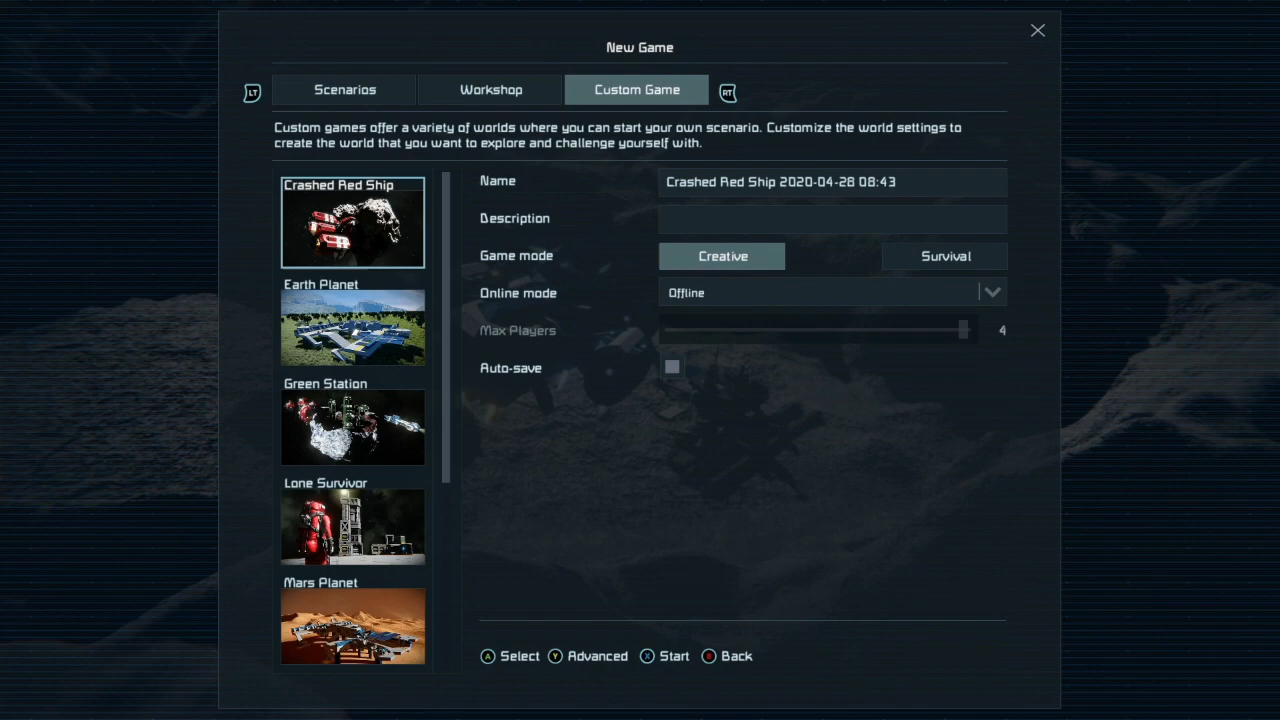 New Game
LT
Scenarios
Workshop
Custom Game
RT
Custom games offer a variety of worlds where you can start your own scenario. Customize the world settings to
create the world that you want to explore and challenge yourself with.
Crashed Red Ship
Earth Planet
Green Station
Lone Survivor
Mars Planet
Name
Crashed Red Ship 2020-04-28 08:43
Description
Game mode
Creative
Survival
Online mode
Offline
Max Players
4
Auto-save
A Select
Y Advanced
X Start
B Back